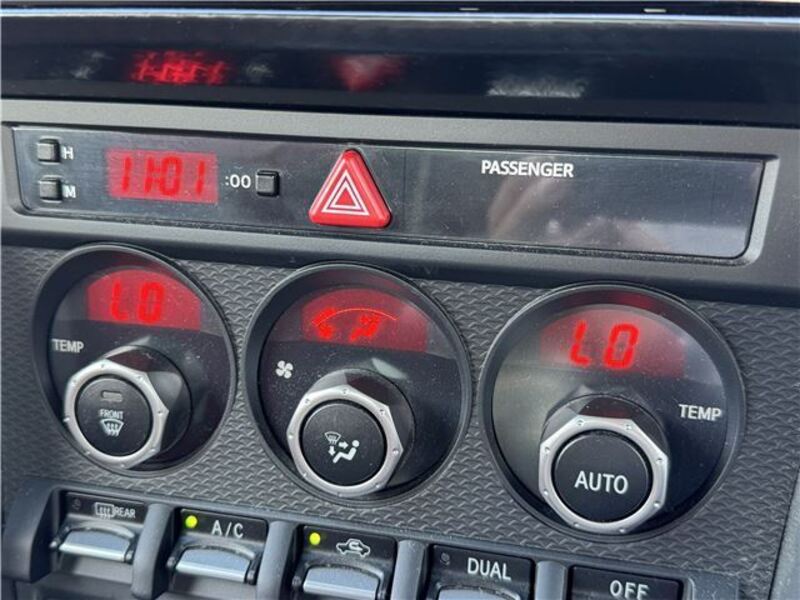 H
11:01
:00
M
PASSENGER
LO
LO
TEMP
TEMP
FRONT
AUTO
REAR
A/C
DUAL
OFF